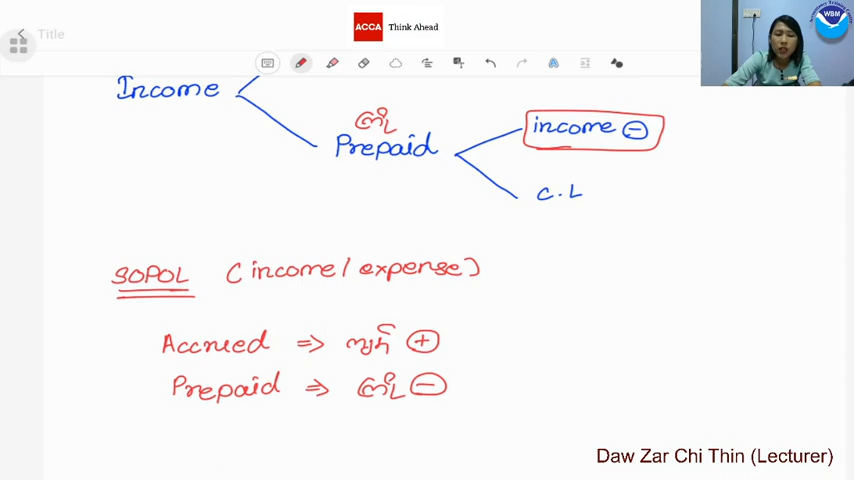 Title
ACCA Think Ahead
WBM
Income
ကြို
Prepaid
income ⊖
C.L
SOPOL (income/expense)
Accrued ⇒ ကျန် ⊕
Prepaid ⇒ ကြို ⊖
Daw Zar Chi Thin (Lecturer)